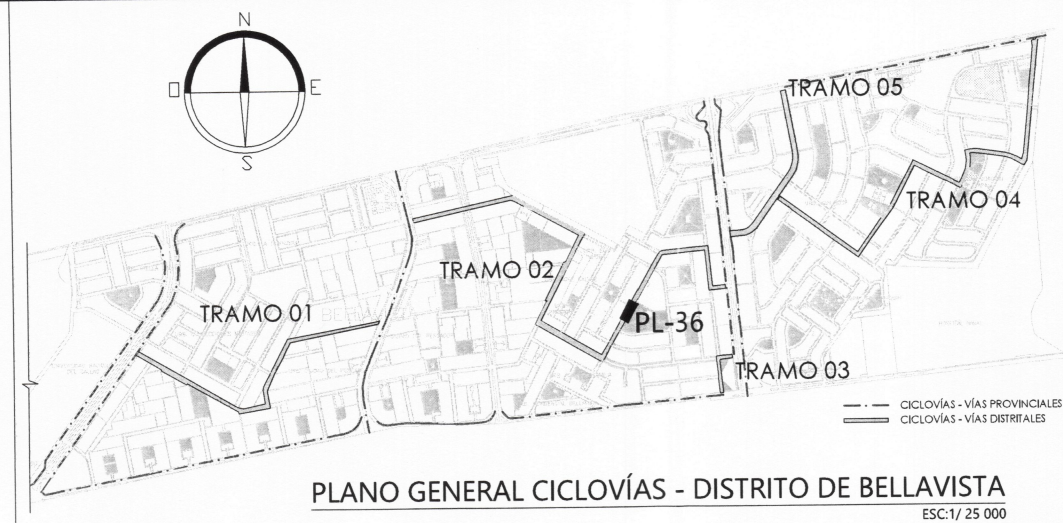 N
O E
S
TRAMO 05
TRAMO 04
TRAMO 02
TRAMO 01
PL-36
TRAMO 03
CICLOVÍAS - VÍAS PROVINCIALES
CICLOVÍAS - VÍAS DISTRITALES
PLANO GENERAL CICLOVÍAS - DISTRITO DE BELLAVISTA
ESC:1/ 25 000